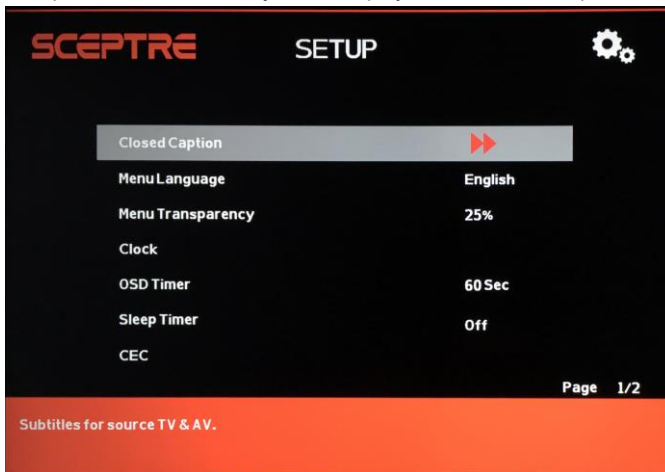 SCEPTRE SETUP
Closed Caption
Menu Language English
Menu Transparency 25%
Clock
OSD Timer 60 Sec
Sleep Timer Off
CEC
Page 1/2
Subtitles for source TV & AV.